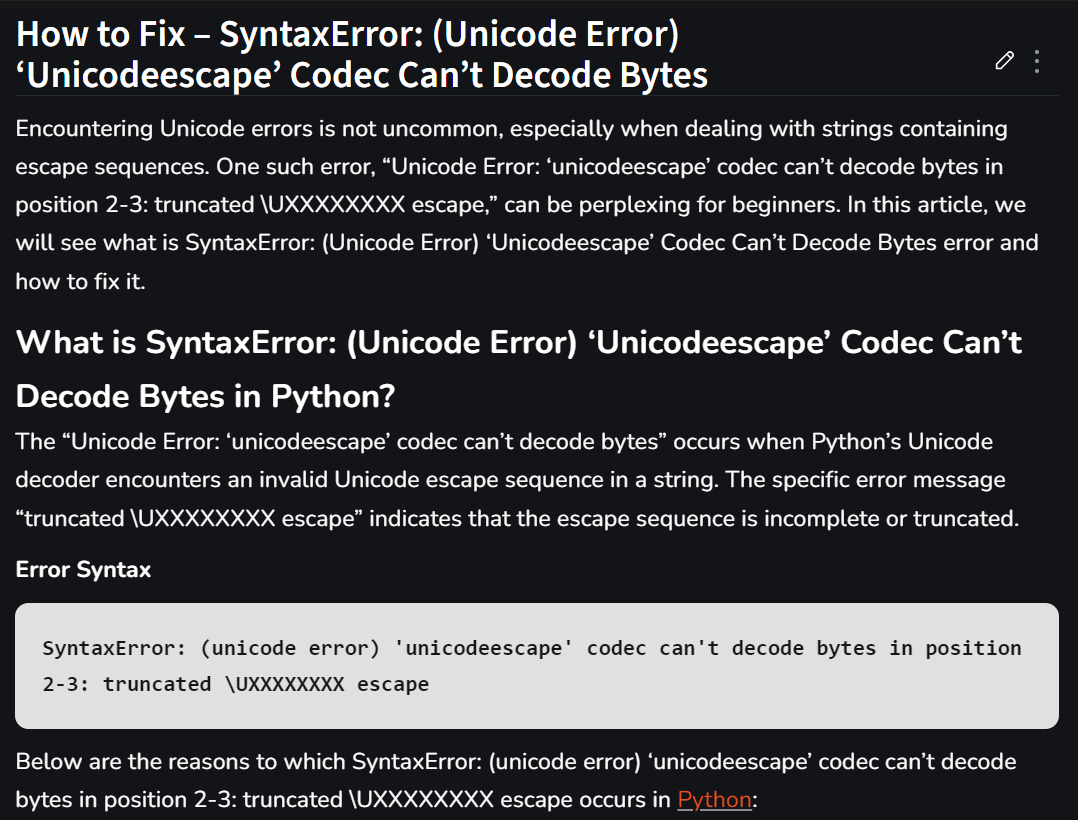 How to Fix – SyntaxError: (Unicode Error)
‘Unicodeescape’ Codec Can’t Decode Bytes
Encountering Unicode errors is not uncommon, especially when dealing with strings containing
escape sequences. One such error, “Unicode Error: ‘unicodeescape’ codec can’t decode bytes in
position 2-3: truncated \UXXXXXXXX escape,” can be perplexing for beginners. In this article, we
will see what is SyntaxError: (Unicode Error) ‘Unicodeescape’ Codec Can’t Decode Bytes error and
how to fix it.
What is SyntaxError: (Unicode Error) ‘Unicodeescape’ Codec Can’t
Decode Bytes in Python?
The “Unicode Error: ‘unicodeescape’ codec can’t decode bytes” occurs when Python’s Unicode
decoder encounters an invalid Unicode escape sequence in a string. The specific error message
“truncated \UXXXXXXXX escape” indicates that the escape sequence is incomplete or truncated.
Error Syntax
SyntaxError: (unicode error) 'unicodeescape' codec can't decode bytes in position
2-3: truncated \UXXXXXXXX escape
Below are the reasons to which SyntaxError: (unicode error) ‘unicodeescape’ codec can’t decode
bytes in position 2-3: truncated \UXXXXXXXX escape occurs in Python: